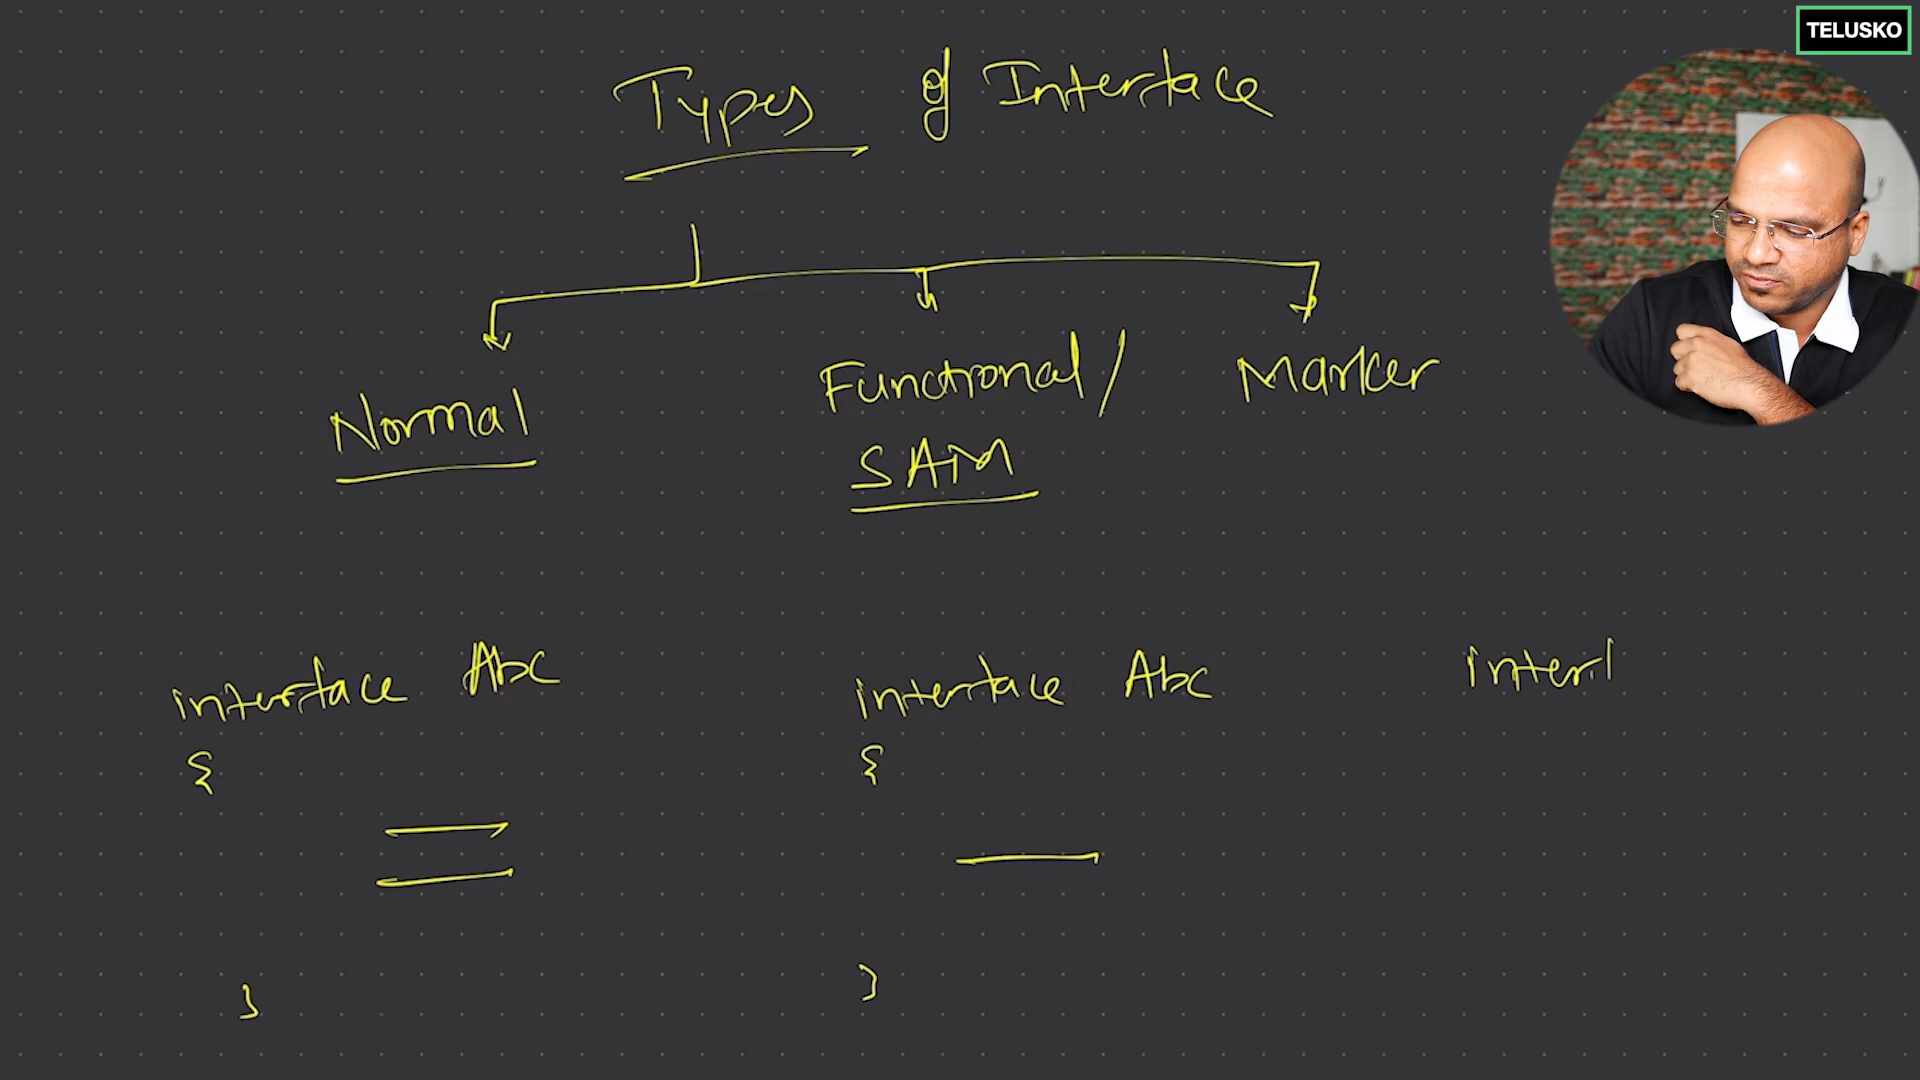 TELUSKO
Types of Interface
Normal
Functional/
SAM
Marker
interface Abc
{
}
interface Abc
{
}
interf